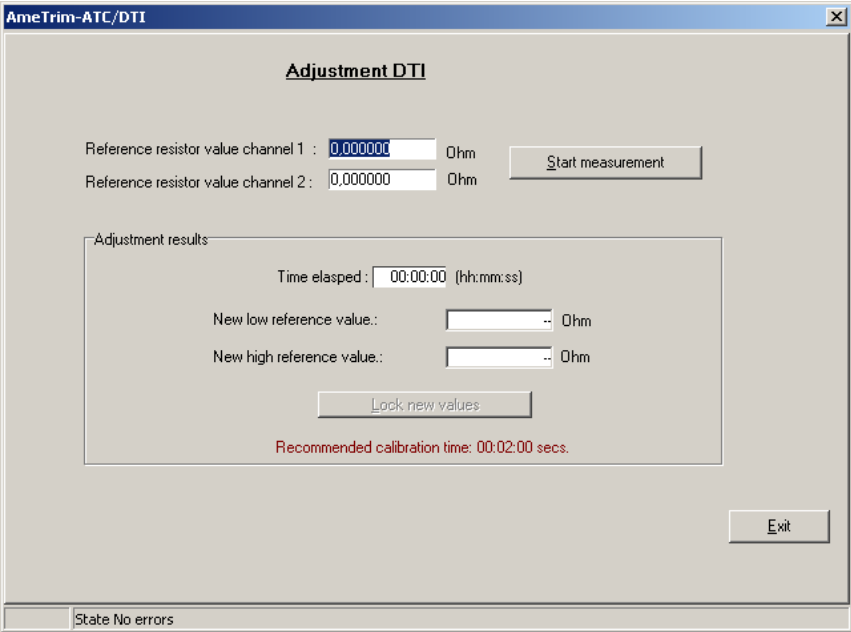 AmeTrim-ATC/DTI
Adjustment DTI
Reference resistor value channel 1 : 0,000000 Ohm
Start measurement
Reference resistor value channel 2 : 0,000000 Ohm
Adjustment results
Time elasped : 00:00:00 (hh:mm:ss)
New low reference value.: -- Ohm
New high reference value.: -- Ohm
Lock new values
Recommended calibration time: 00:02:00 secs.
Exit
State No errors